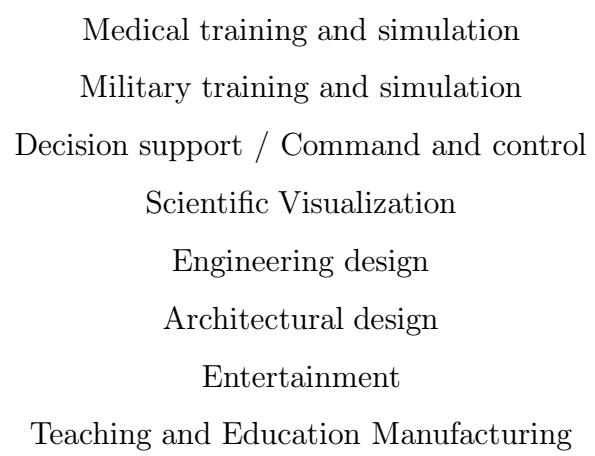 Medical training and simulation
Military training and simulation
Decision support / Command and control
Scientific Visualization
Engineering design
Architectural design
Entertainment
Teaching and Education Manufacturing